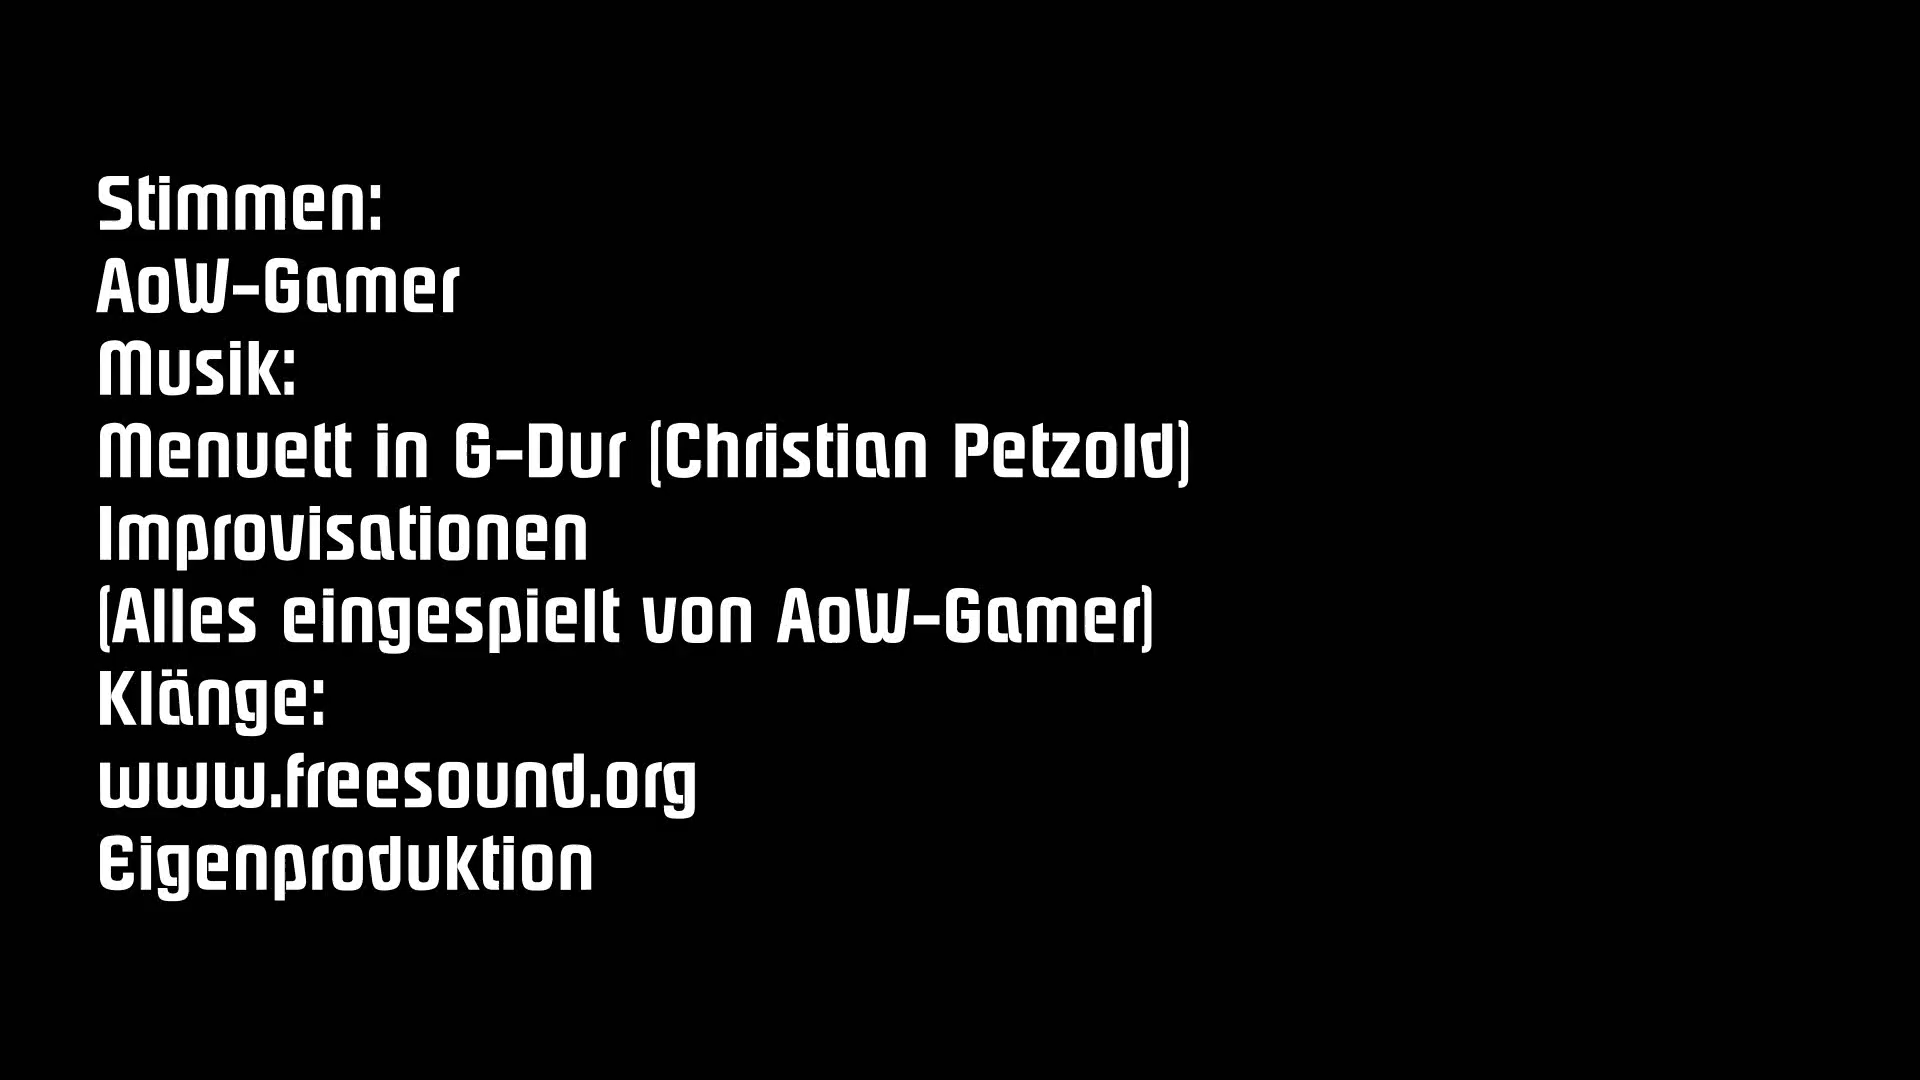 Stimmen:
AoW-Gamer
Musik:
Menuett in G-Dur (Christian Petzold)
Improvisationen
(Alles eingespielt von AoW-Gamer)
Klänge:
www.freesound.org
Eigenproduktion